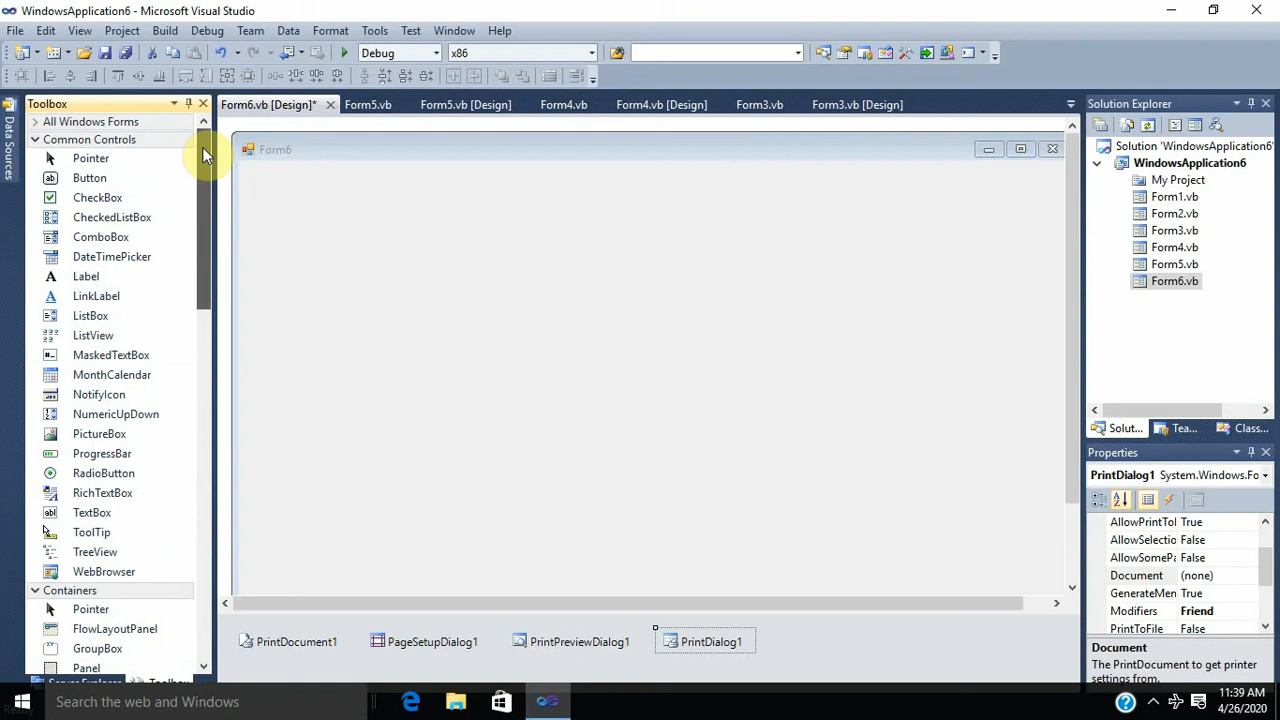 WindowsApplication6 - Microsoft Visual Studio
File Edit View Project Build Debug Team Data Format Tools Test Window Help
Debug x86
Data Sources
Toolbox
All Windows Forms
Common Controls
Pointer
Button
CheckBox
CheckedListBox
ComboBox
DateTimePicker
Label
LinkLabel
ListBox
ListView
MaskedTextBox
MonthCalendar
NotifyIcon
NumericUpDown
PictureBox
ProgressBar
RadioButton
RichTextBox
TextBox
ToolTip
TreeView
WebBrowser
Containers
Pointer
FlowLayoutPanel
GroupBox
Panel
Server Explorer Toolbox
Form6.vb [Design]* Form5.vb Form5.vb [Design] Form4.vb Form4.vb [Design] Form3.vb Form3.vb [Design]
Form6
PrintDocument1 PageSetupDialog1 PrintPreviewDialog1 PrintDialog1
Solution Explorer
Solution 'WindowsApplication6'
WindowsApplication6
My Project
Form1.vb
Form2.vb
Form3.vb
Form4.vb
Form5.vb
Form6.vb
Solut... Tea... Class...
Properties
PrintDialog1 System.Windows.Fo
AllowPrintTol True
AllowSelectio False
AllowSomePa False
Document (none)
GenerateMen True
Modifiers Friend
PrintToFile False
Document
The PrintDocument to get printer
settings from.
Ready
Search the web and Windows
11:39 AM
4/26/2020